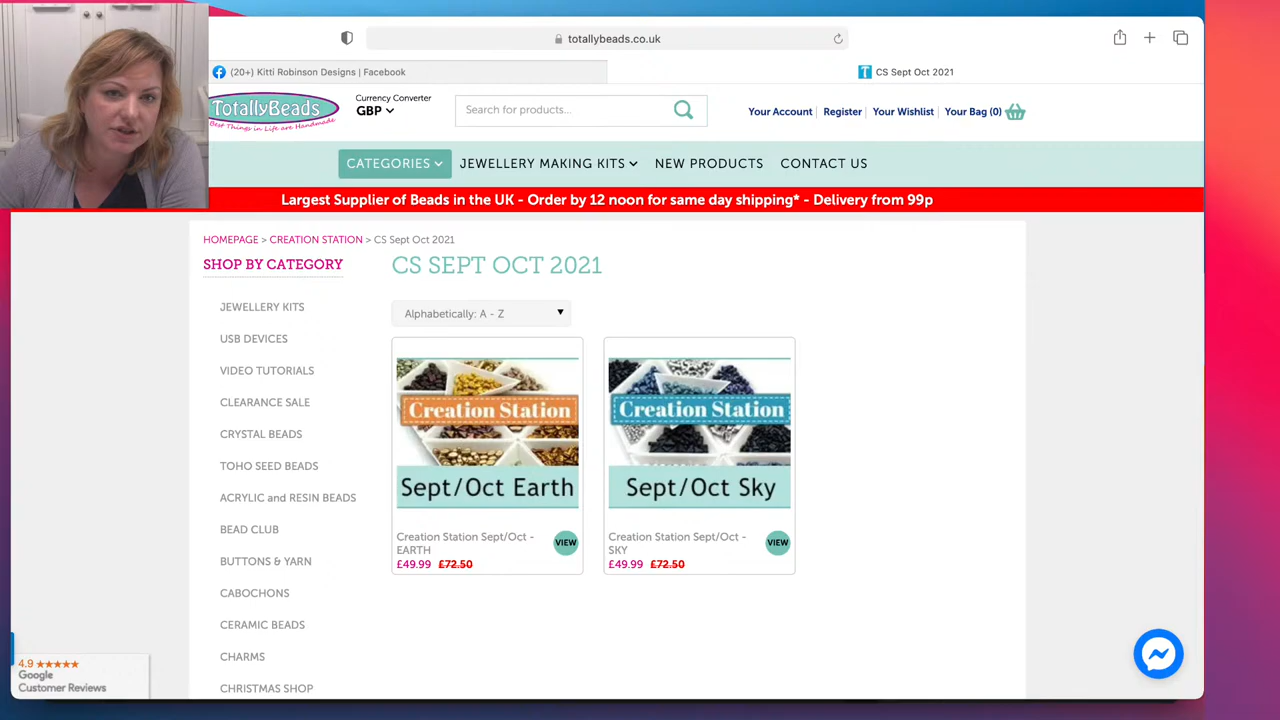 totallybeads.co.uk
(20+) Kitti Robinson Designs | Facebook
CS Sept Oct 2021
TOTALLYBEADS
Best Things in Life are Handmade
Currency Converter
GBP
Search for products...
Your Account
Register
Your Wishlist
Your Bag (0)
CATEGORIES
JEWELLERY MAKING KITS
NEW PRODUCTS
CONTACT US
Largest Supplier of Beads in the UK - Order by 12 noon for same day shipping* - Delivery from 99p
HOMEPAGE > CREATION STATION > CS Sept Oct 2021
SHOP BY CATEGORY
JEWELLERY KITS
USB DEVICES
VIDEO TUTORIALS
CLEARANCE SALE
CRYSTAL BEADS
TOHO SEED BEADS
ACRYLIC and RESIN BEADS
BEAD CLUB
BUTTONS & YARN
CABOCHONS
CERAMIC BEADS
CHARMS
CHRISTMAS SHOP
CS SEPT OCT 2021
Alphabetically: A - Z
Creation Station
Sept/Oct Earth
Creation Station Sept/Oct -
EARTH
£49.99 £72.50
VIEW
Creation Station
Sept/Oct Sky
Creation Station Sept/Oct -
SKY
£49.99 £72.50
VIEW
4.9
Google
Customer Reviews